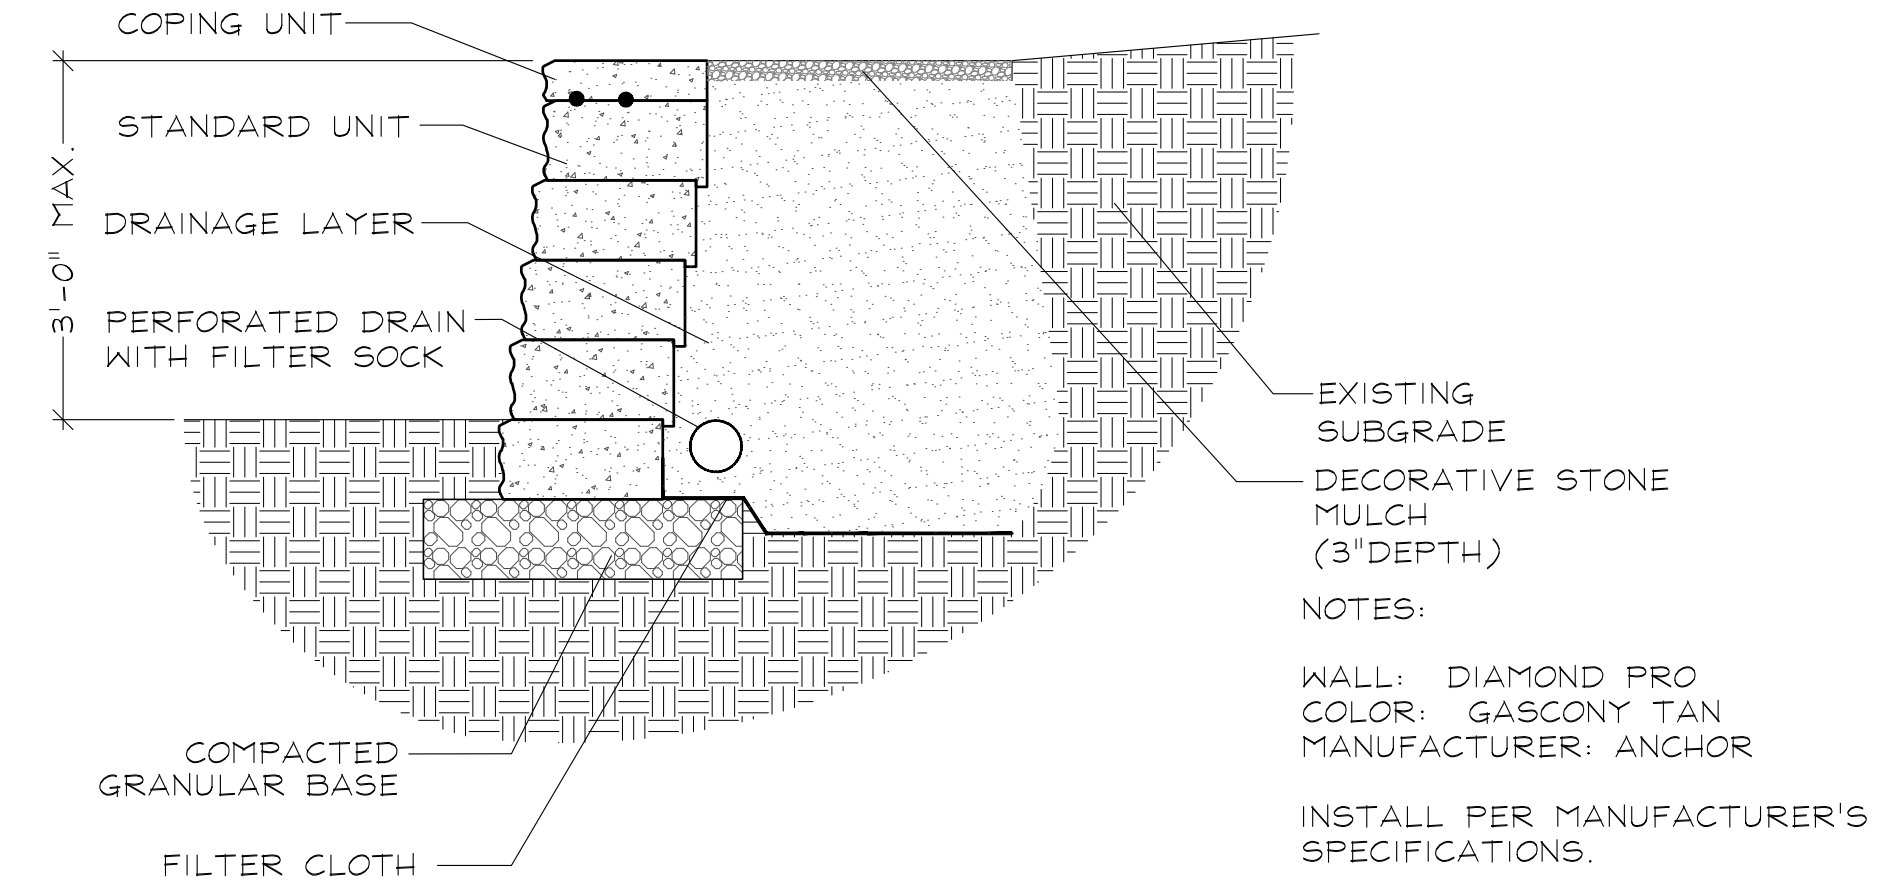 COPING UNIT
STANDARD UNIT
DRAINAGE LAYER
3'-0" MAX.
PERFORATED DRAIN
WITH FILTER SOCK
EXISTING
SUBGRADE
DECORATIVE STONE
MULCH
(3"DEPTH)
NOTES:
WALL: DIAMOND PRO
COLOR: GASCONY TAN
MANUFACTURER: ANCHOR
INSTALL PER MANUFACTURER'S
SPECIFICATIONS.
COMPACTED
GRANULAR BASE
FILTER CLOTH